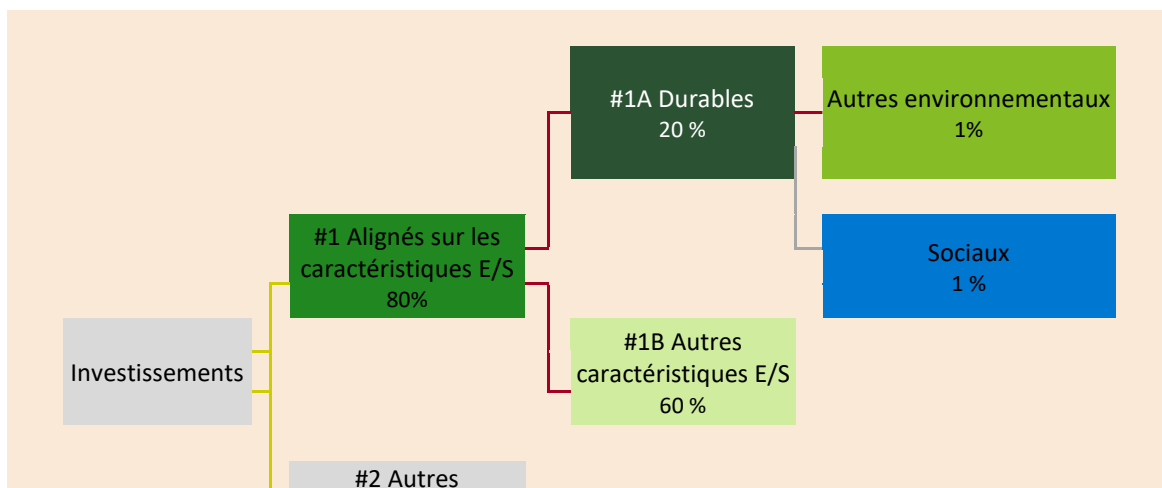 #1A Durables
20 %
Autres environnementaux
1%
#1 Alignés sur les
caractéristiques E/S
80%
Sociaux
1 %
Investissements
#1B Autres
caractéristiques E/S
60 %
#2 Autres